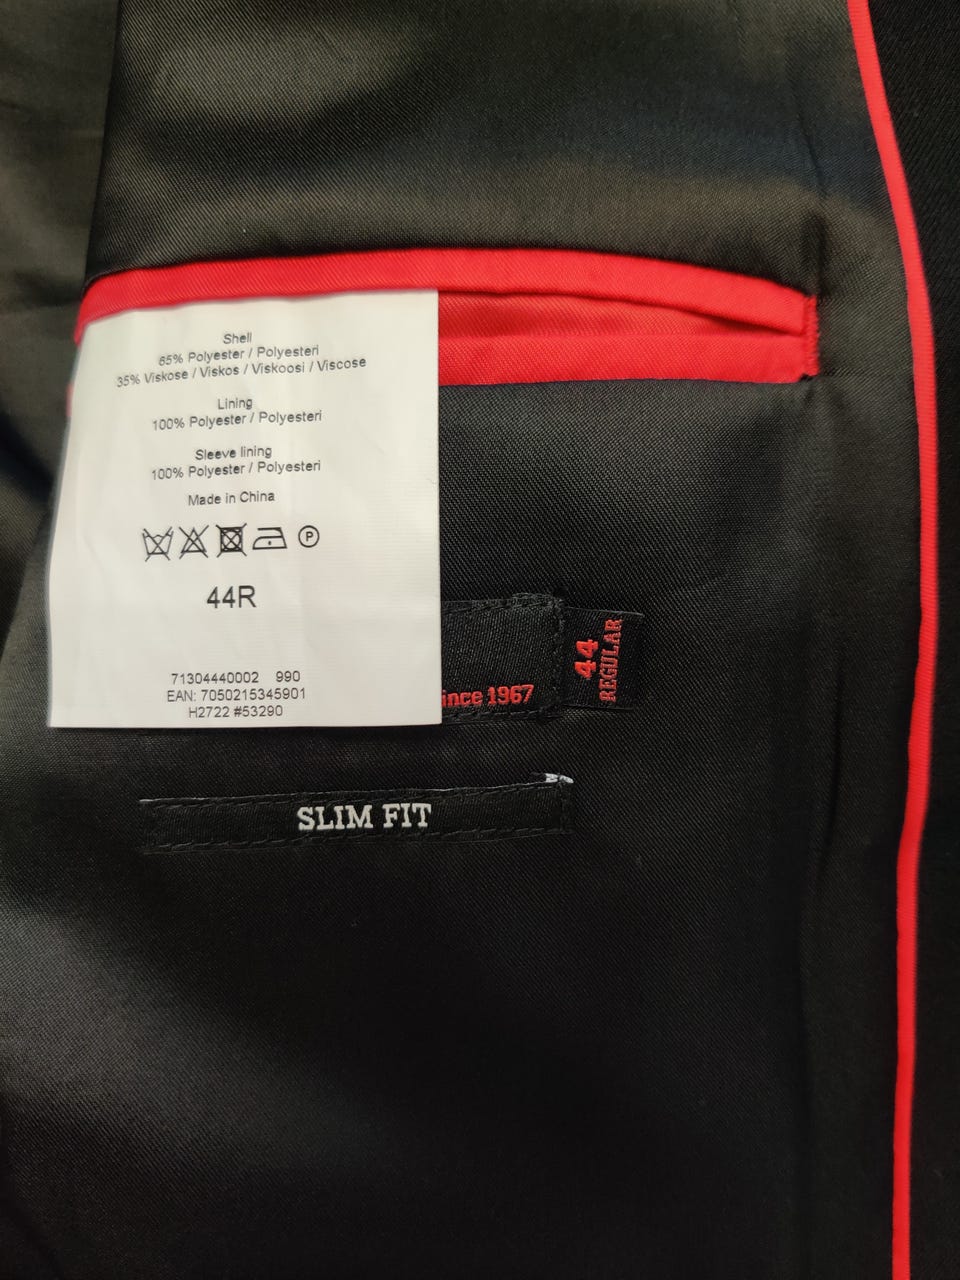 Shell
65% Polyester / Polyesteri
35% Viskose / Viskos / Viskoosi / Viscose
Lining
100% Polyester / Polyesteri
Sleeve lining
100% Polyester / Polyesteri
Made in China
P
44R
71304440002 990
EAN: 7050215345901
H2722 #53290
ince 1967
44
REGULAR
SLIM FIT